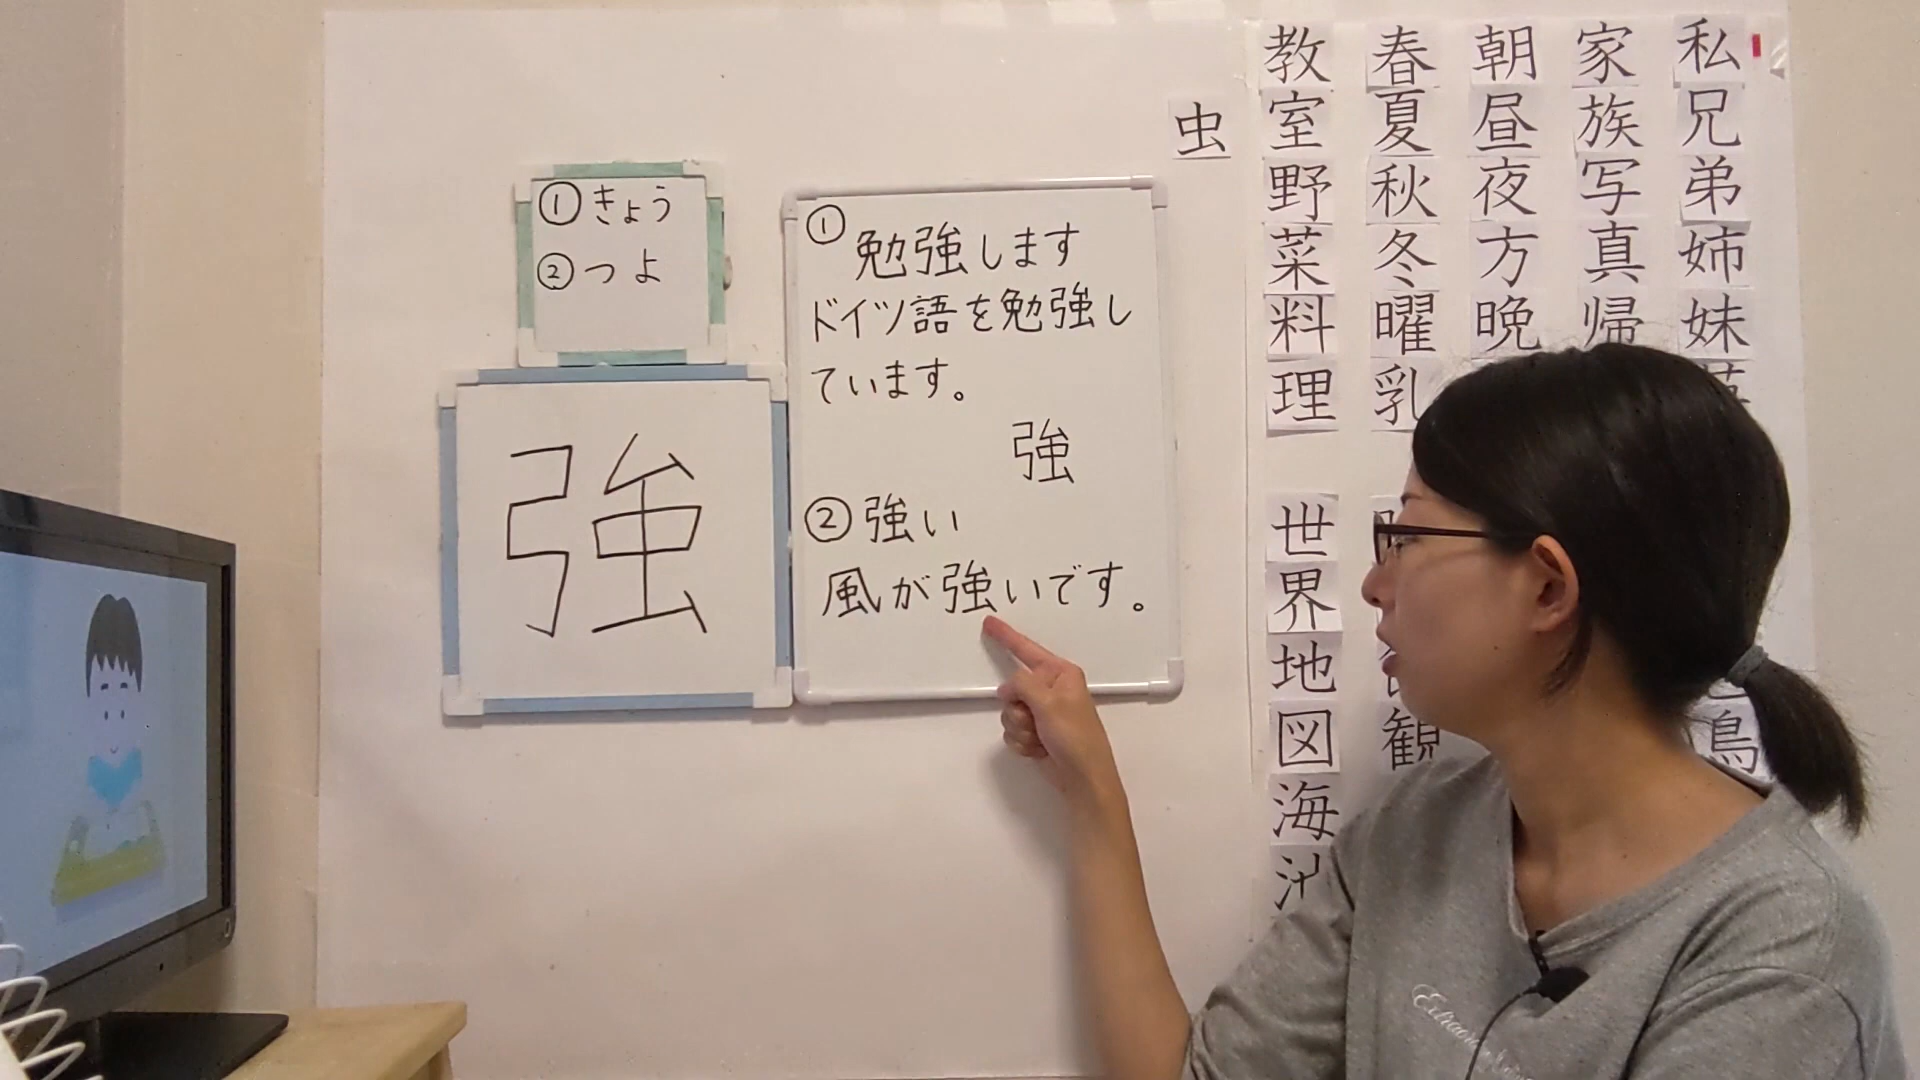 ①きょう
②つよ
強
①
勉強します
ドイツ語を勉強し
ています。
強
②強い
風が強いです。
虫
私兄弟姉妹
鳥
家族写真帰
朝昼夜方晩
春夏秋冬曜乳
観
教室野菜料理
世界地図海